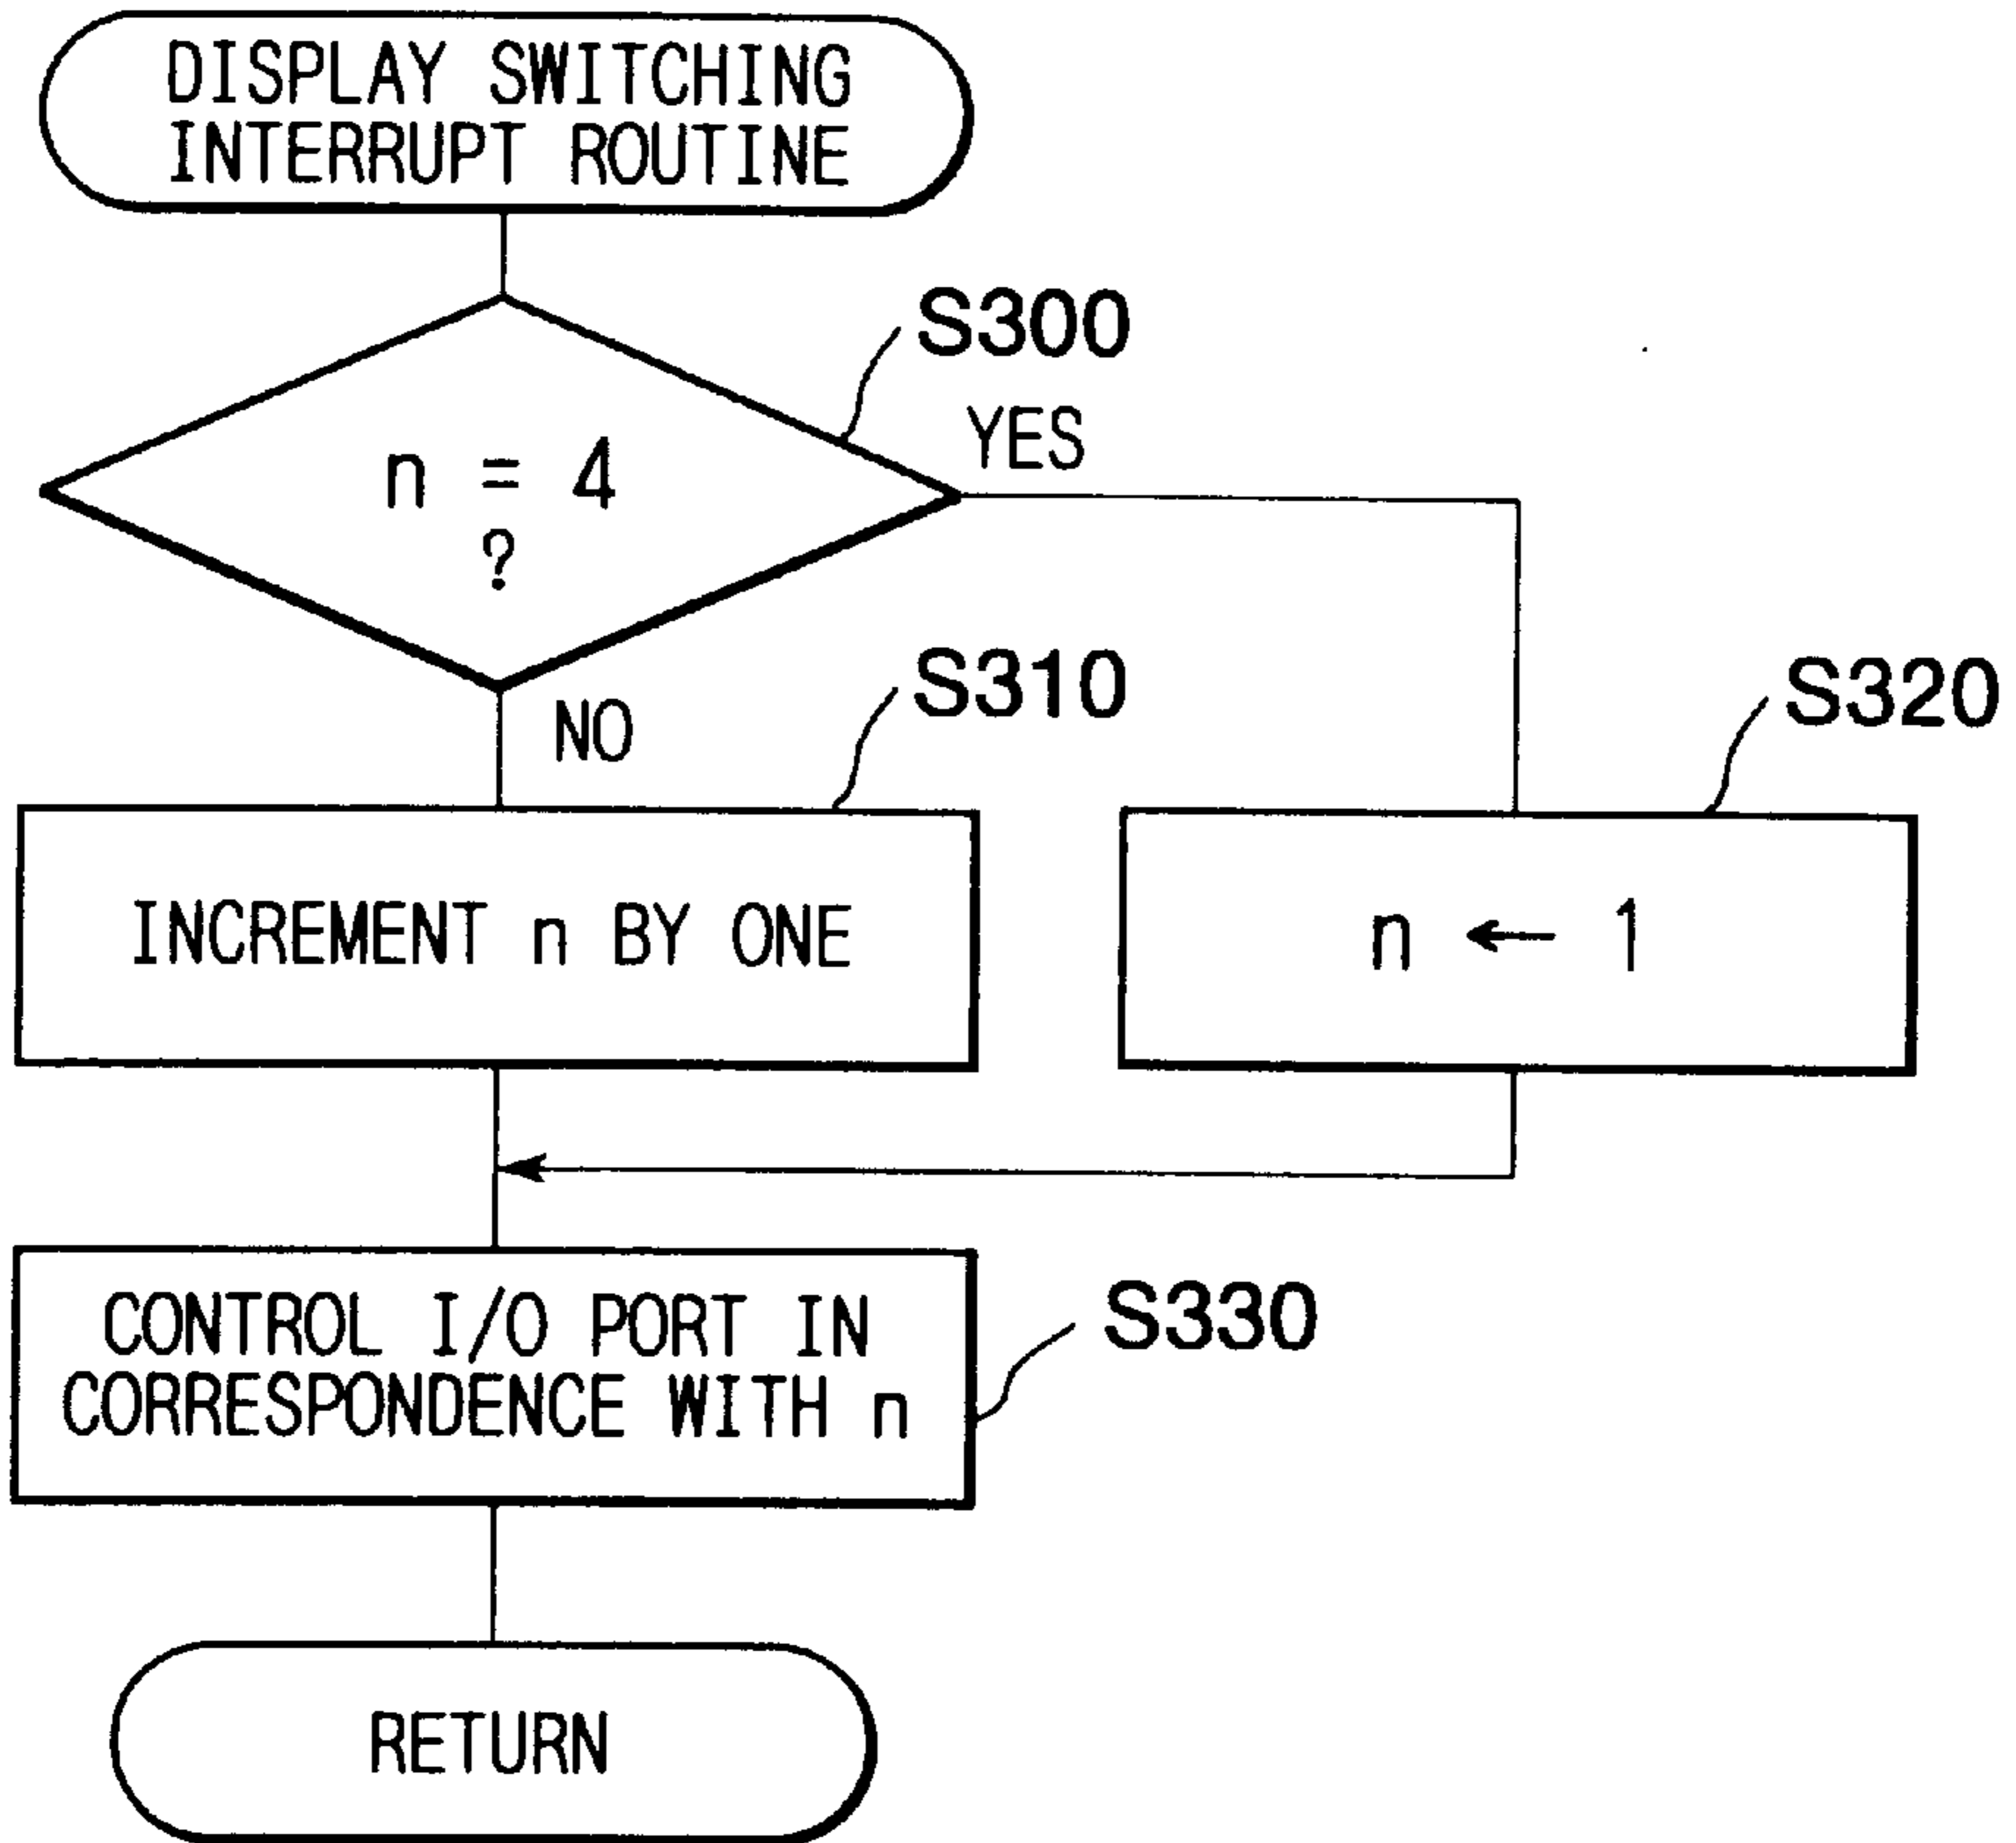 DISPLAY SWITCHING
INTERRUPT ROUTINE
S300
YES
n = 4
?
S310
NO
S320
INCREMENT n BY ONE
n ← 1
CONTROL I/O PORT IN
CORRESPONDENCE WITH n
S330
RETURN